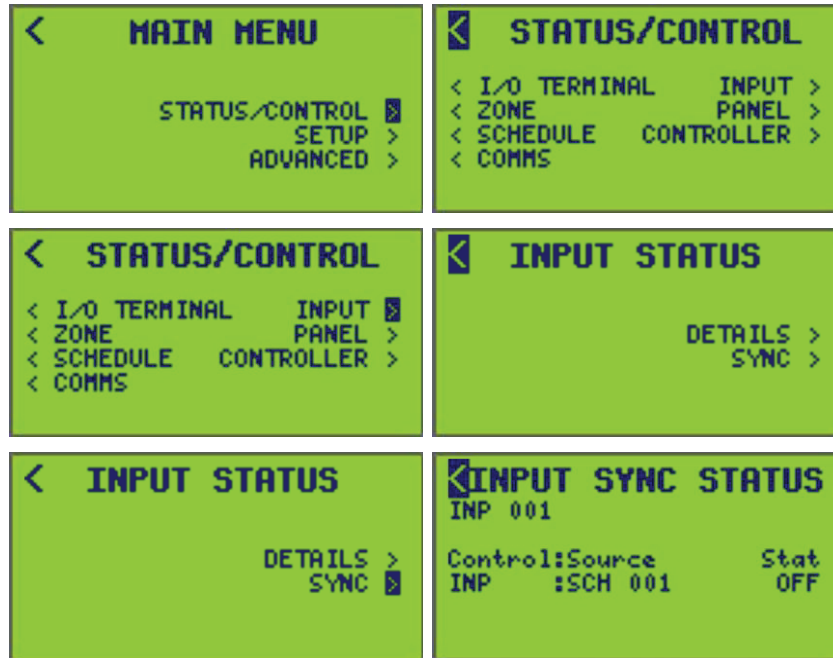 < MAIN MENU
STATUS/CONTROL >
SETUP >
ADVANCED >
< STATUS/CONTROL
< I/O TERMINAL INPUT >
< ZONE PANEL >
< SCHEDULE CONTROLLER >
< COMMS
< STATUS/CONTROL
< I/O TERMINAL INPUT >
< ZONE PANEL >
< SCHEDULE CONTROLLER >
< COMMS
< INPUT STATUS
DETAILS >
SYNC >
< INPUT STATUS
DETAILS >
SYNC >
<INPUT SYNC STATUS
INP 001
Control:Source Stat
INP :SCH 001 OFF